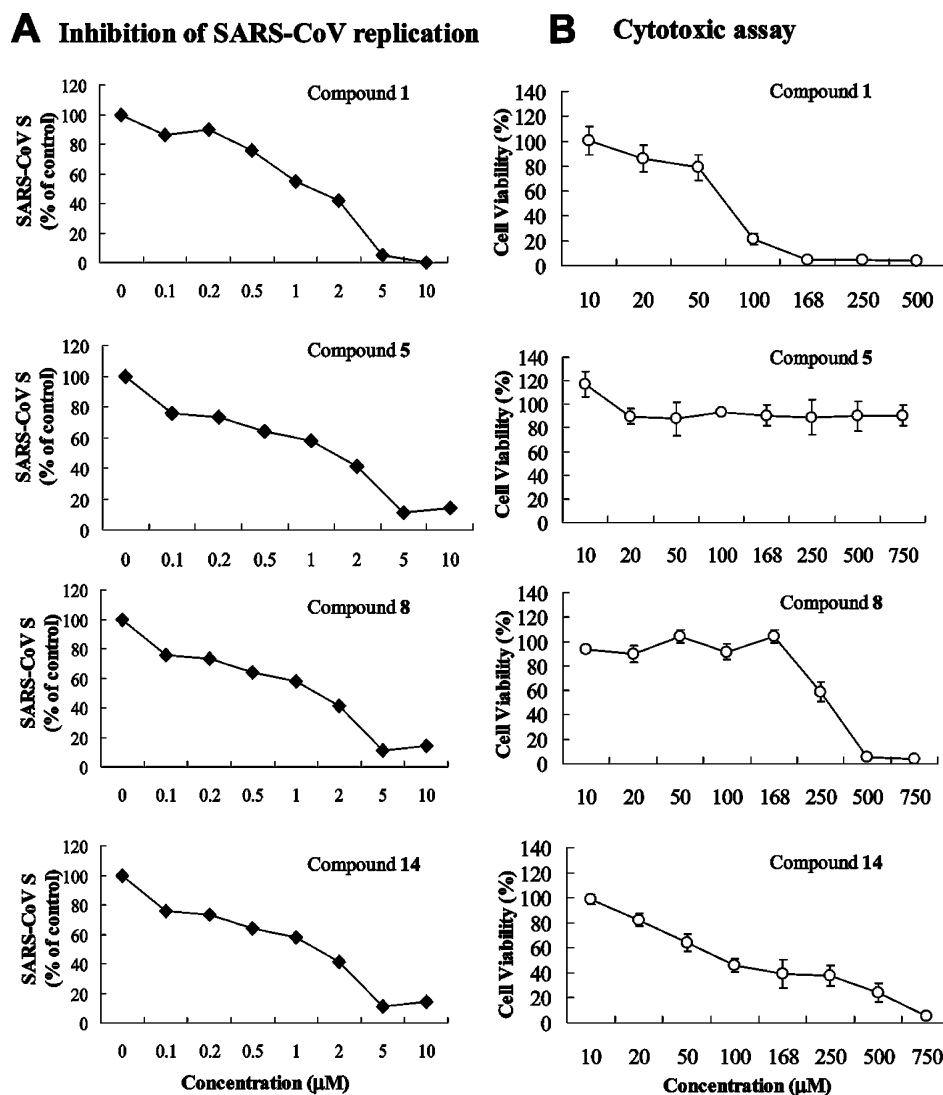 A Inhibition of SARS-CoV replication
B Cytotoxic assay
Compound 1
SARS-CoV S
(% of control)
120
100
80
60
40
20
0
0 0.1 0.2 0.5 1 2 5 10
Compound 1
Cell Viability (%)
140
120
100
80
60
40
20
0
10 20 50 100 168 250 500
Compound 5
SARS-CoV S
(% of control)
120
100
80
60
40
20
0
0 0.1 0.2 0.5 1 2 5 10
Compound 5
Cell Viability (%)
140
120
100
80
60
40
20
0
10 20 50 100 168 250 500 750
Compound 8
SARS-CoV S
(% of control)
120
100
80
60
40
20
0
0 0.1 0.2 0.5 1 2 5 10
Compound 8
Cell Viability (%)
140
120
100
80
60
40
20
0
10 20 50 100 168 250 500 750
Compound 14
SARS-CoV S
(% of control)
120
100
80
60
40
20
0
0 0.1 0.2 0.5 1 2 5 10
Concentration (μM)
Compound 14
Cell Viability (%)
140
120
100
80
60
40
20
0
10 20 50 100 168 250 500 750
Concentration (μM)